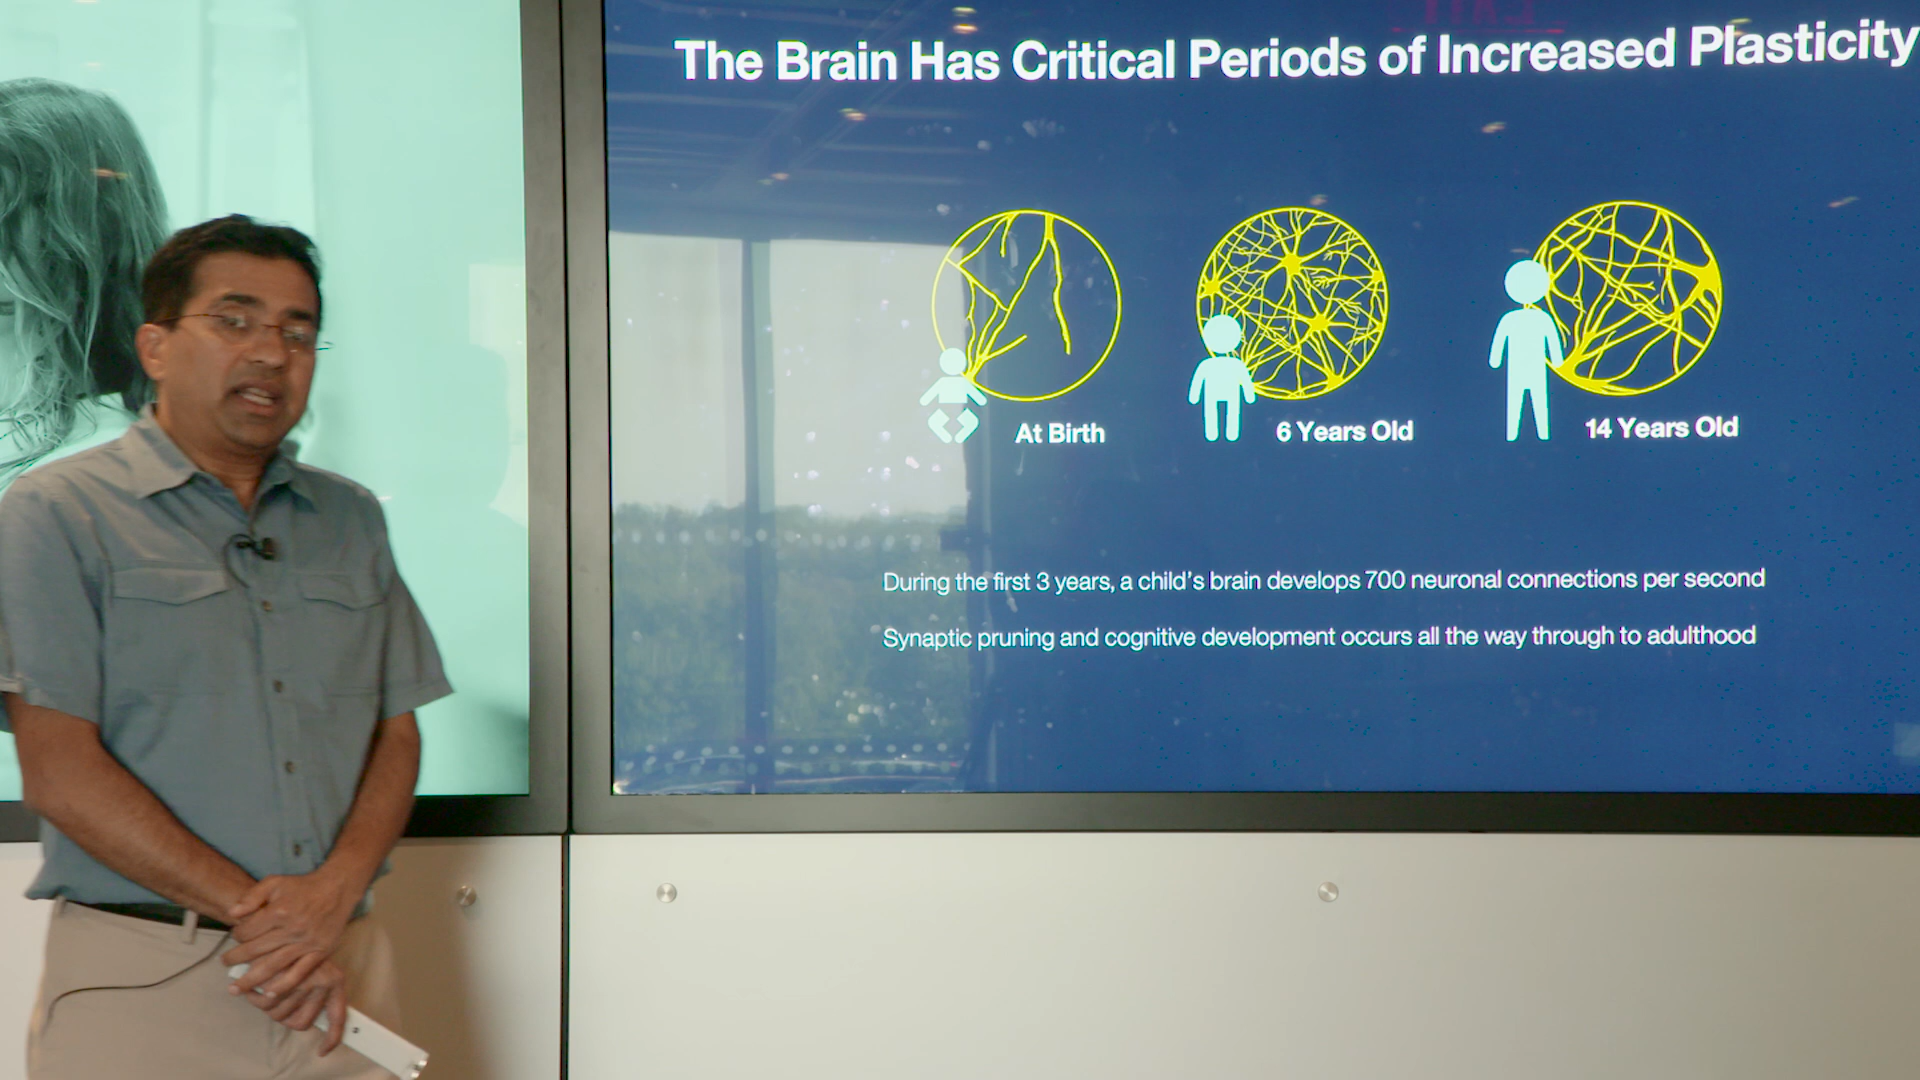 The Brain Has Critical Periods of Increased Plasticity
At Birth
6 Years Old
14 Years Old
During the first 3 years, a child's brain develops 700 neuronal connections per second
Synaptic pruning and cognitive development occurs all the way through to adulthood